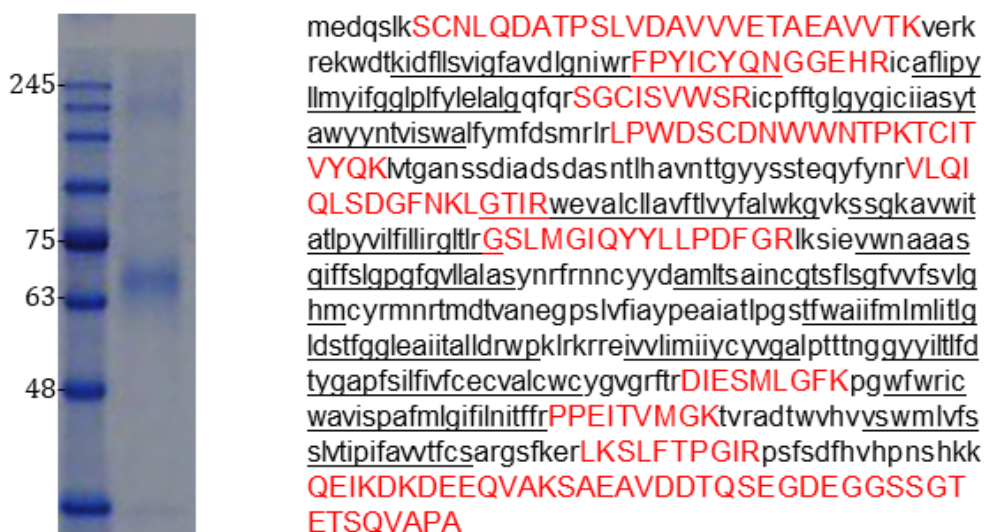 245
75
63
48
medqslkSCNLQDATPSLVDAVVVETAEAVVTKverk
rekwdtkidfllsvigfavdlgniwrFPYICYQNGGEHRicaflipy
llmyifgglplfylelalgqfqrSGCISVWSRicpfftglgygiciiasyt
awyyntviswalfymfdsmrlrLPWDSCDNWWNTPKTCIT
VYQKlvtganssdiadsdasntlhavnttgyyssteqyfynrVLQI
QLSDGFNKLGTIRwevalcllavftlvyfalwkgvkssgkavwit
atlpyvilfillirgltlrGSLMGIQYYLLPDFGRlksievwnaaas
qiffslgpgfgvllalasynrfrnncyydamltsaincgtsflsgfvvfsvlg
hmcyrmnrtmdtvanegpslvfiaypeaiatlpgstfwaiifmlmlitlg
ldstfggleaiitalldrwpklrkrreivvlimiiycyvgalptttnggyyiltlfd
tygapfsilfivfcecvalcwcygvgrftrDIESMLGFKpgwfwric
wavispafmlgifilnitffrPPEITVMGKtvradtwvhvvswmlvfs
slvtipifavvtfcsargsfkerLKSLFTPGIRpsfsdfhvhpnshkk
QEIKDKDEEQVAKSAEAVDDTQSEGDEGGSSGT
ETSQVAPA